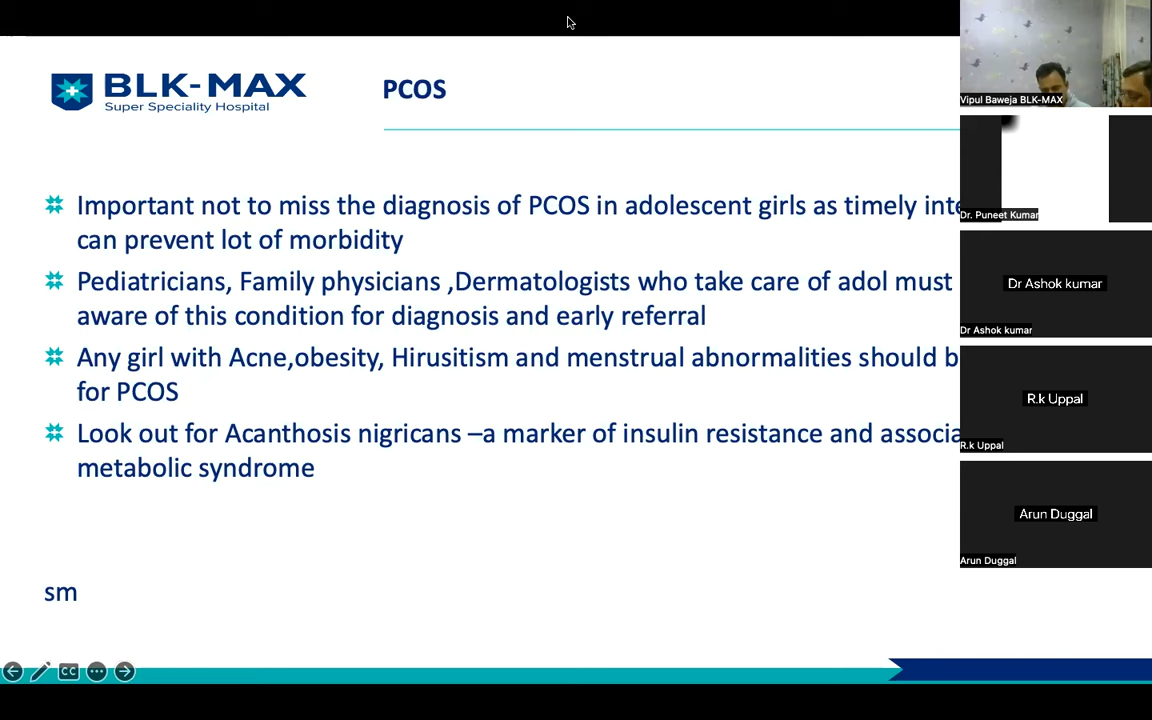 BLK-MAX
Super Speciality Hospital
PCOS
Important not to miss the diagnosis of PCOS in adolescent girls as timely
can prevent lot of morbidity
Pediatricians, Family physicians ,Dermatologists who take care of adol must
aware of this condition for diagnosis and early referral
Any girl with Acne,obesity, Hirusitism and menstrual abnormalities should
for PCOS
Look out for Acanthosis nigricans –a marker of insulin resistance and
metabolic syndrome
sm
CC
Vipul Baweja BLK-MAX
Dr. Puneet Kumar
Dr Ashok kumar
Dr Ashok kumar
R.k Uppal
R.k Uppal
Arun Duggal
Arun Duggal